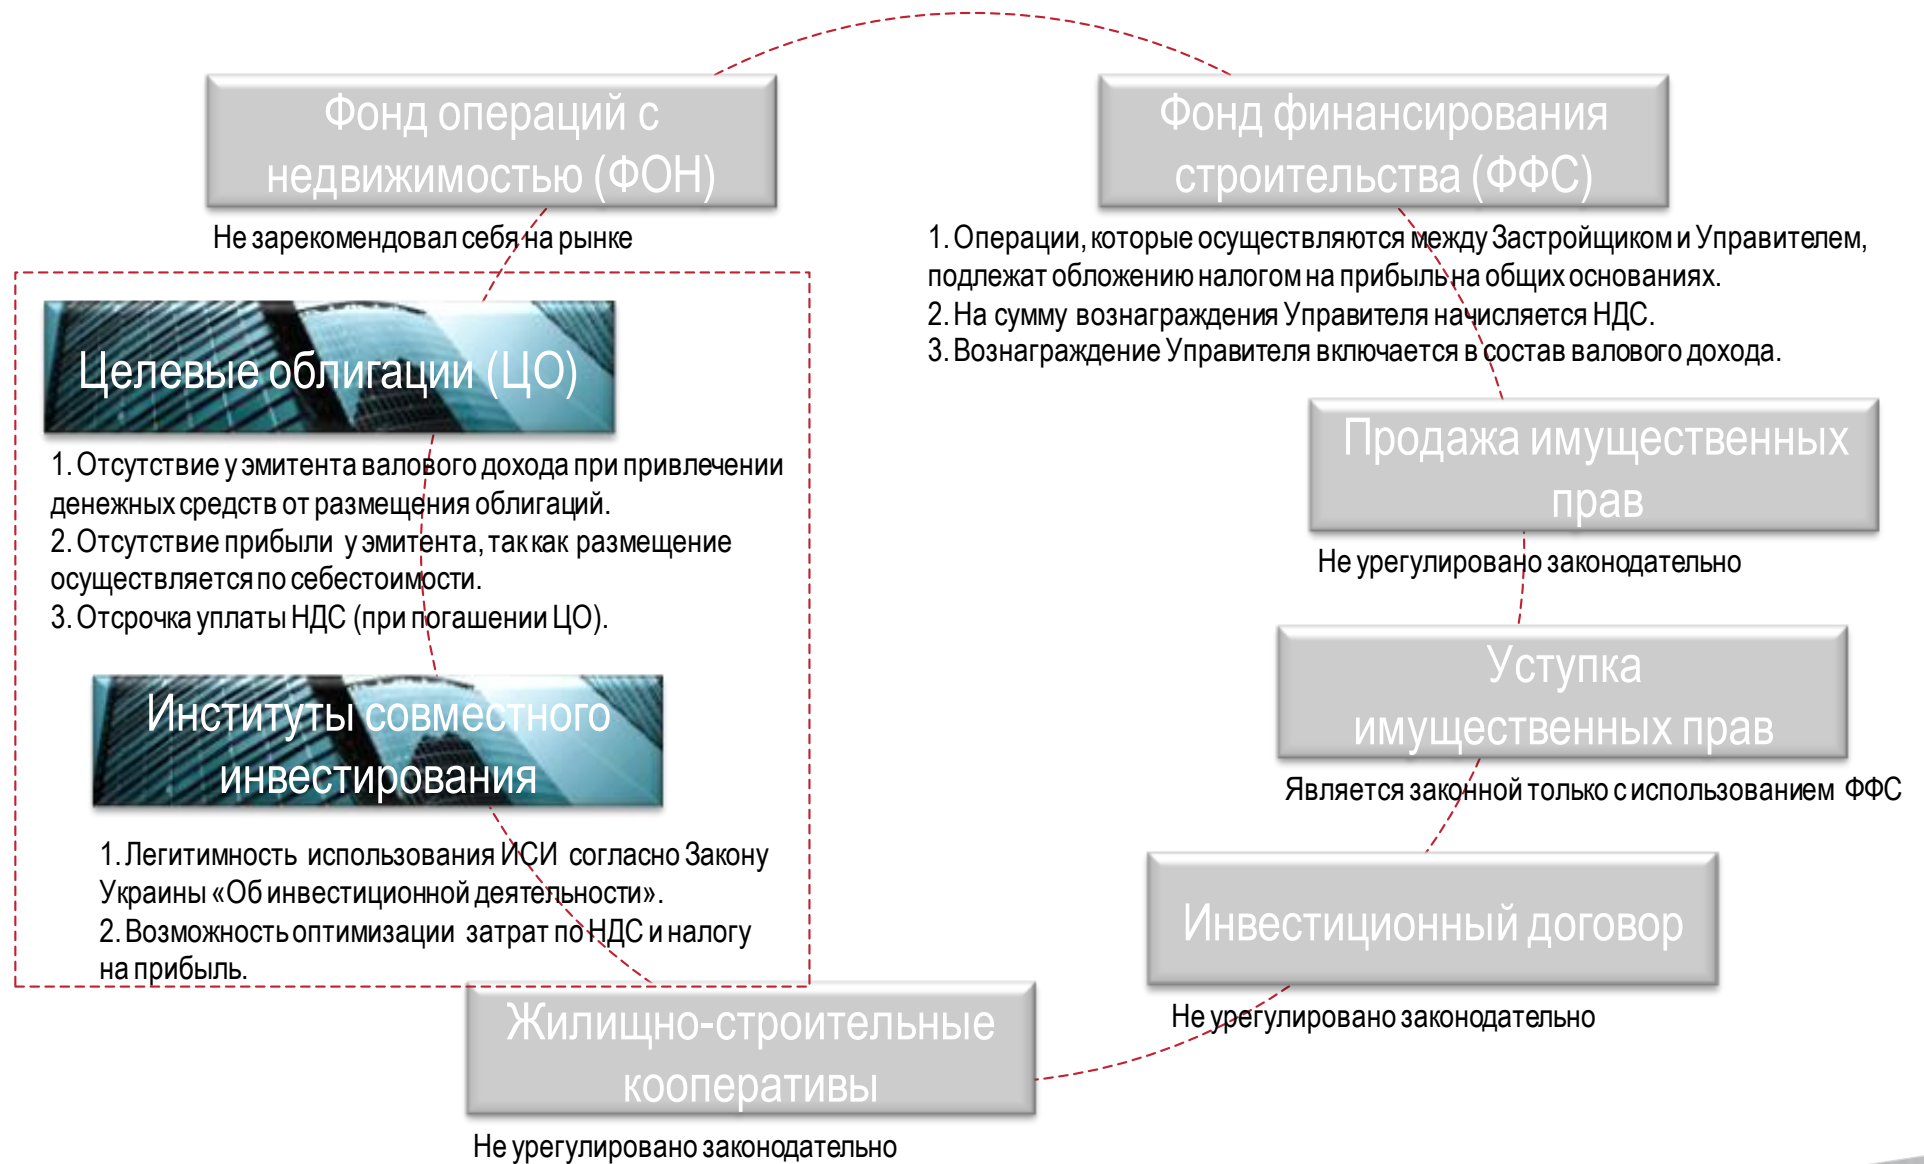 Фонд операций с
недвижимостью (ФОН)
Не зарекомендовал себя на рынке
Целевые облигации (ЦО)
1. Отсутствие у эмитента валового дохода при привлечении
денежных средств от размещения облигаций.
2. Отсутствие прибыли у эмитента, так как размещение
осуществляется по себестоимости.
3. Отсрочка уплаты НДС (при погашении ЦО).
Институты совместного
инвестирования
1. Легитимность использования ИСИ согласно Закону
Украины «Об инвестиционной деятельности».
2. Возможность оптимизации затрат по НДС и налогу
на прибыль.
Жилищно-строительные
кооперативы
Не урегулировано законодательно
Фонд финансирования
строительства (ФФС)
1. Операции, которые осуществляются между Застройщиком и Управителем,
подлежат обложению налогом на прибыль на общих основаниях.
2. На сумму вознаграждения Управителя начисляется НДС.
3. Вознаграждение Управителя включается в состав валового дохода.
Продажа имущественных
прав
Не урегулировано законодательно
Уступка
имущественных прав
Является законной только с использованием ФФС
Инвестиционный договор
Не урегулировано законодательно